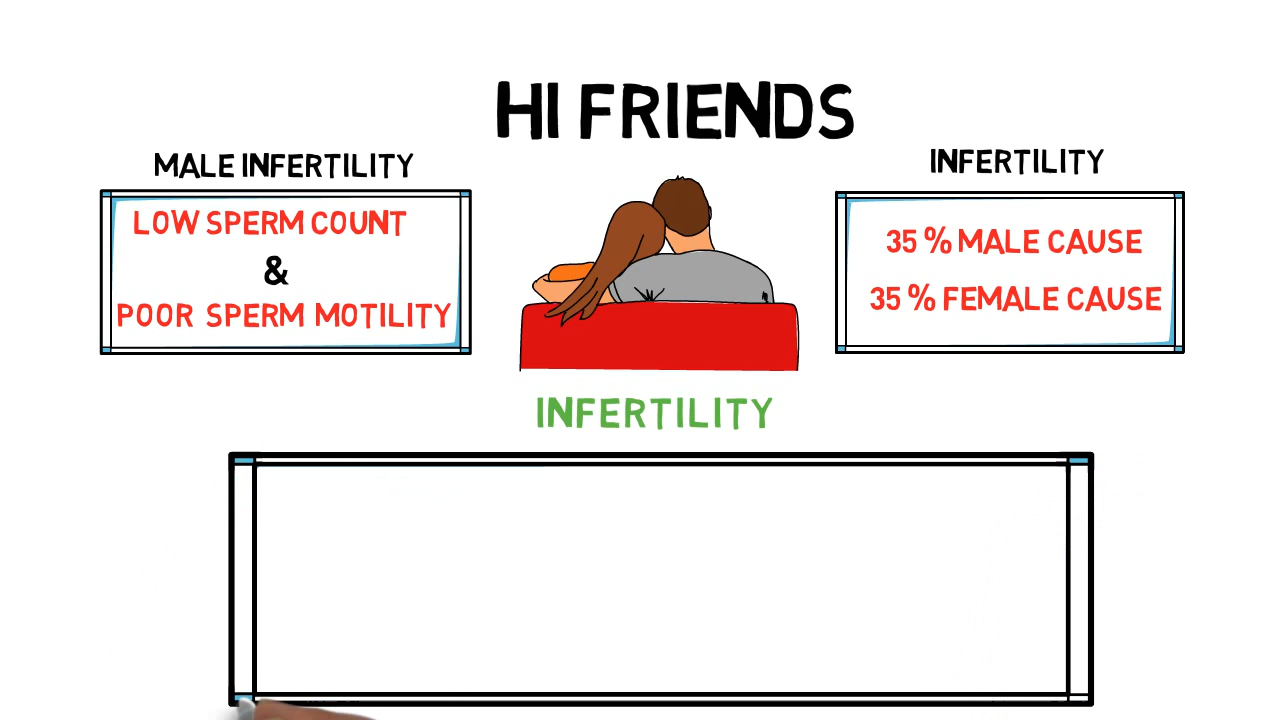 HI FRIENDS
MALE INFERTILITY
LOW SPERM COUNT
&
POOR SPERM MOTILITY
INFERTILITY
35 % MALE CAUSE
35 % FEMALE CAUSE
INFERTILITY